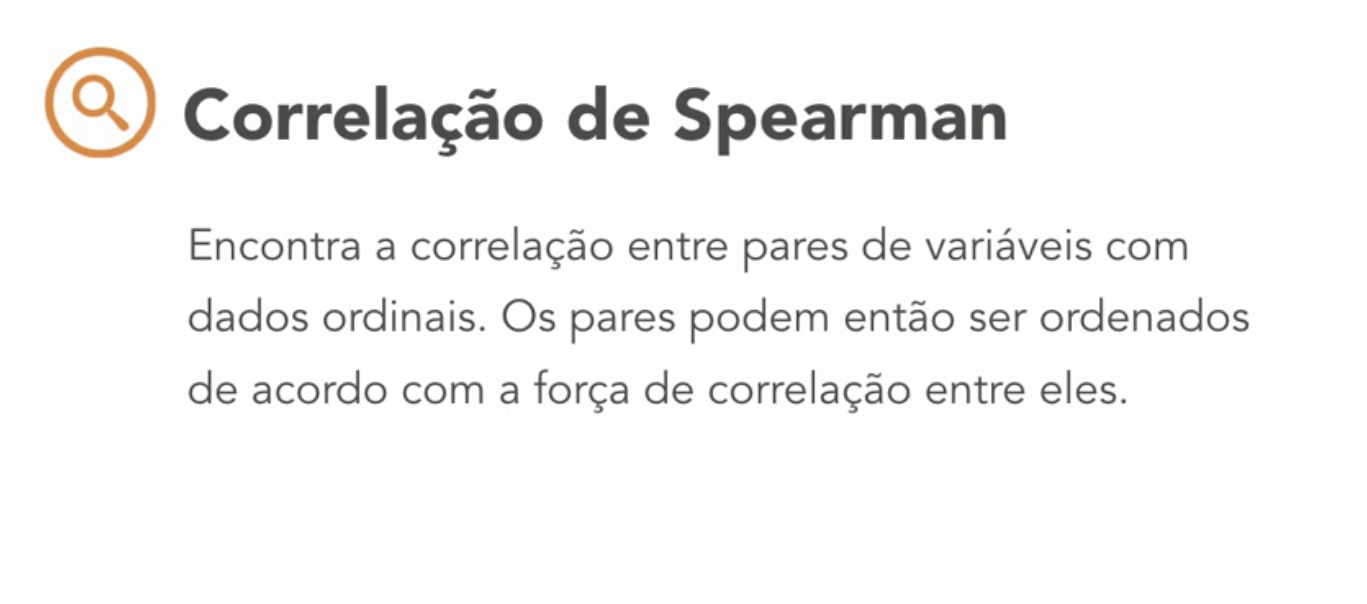 Correlação de Spearman
Encontra a correlação entre pares de variáveis com
dados ordinais. Os pares podem então ser ordenados
de acordo com a força de correlação entre eles.